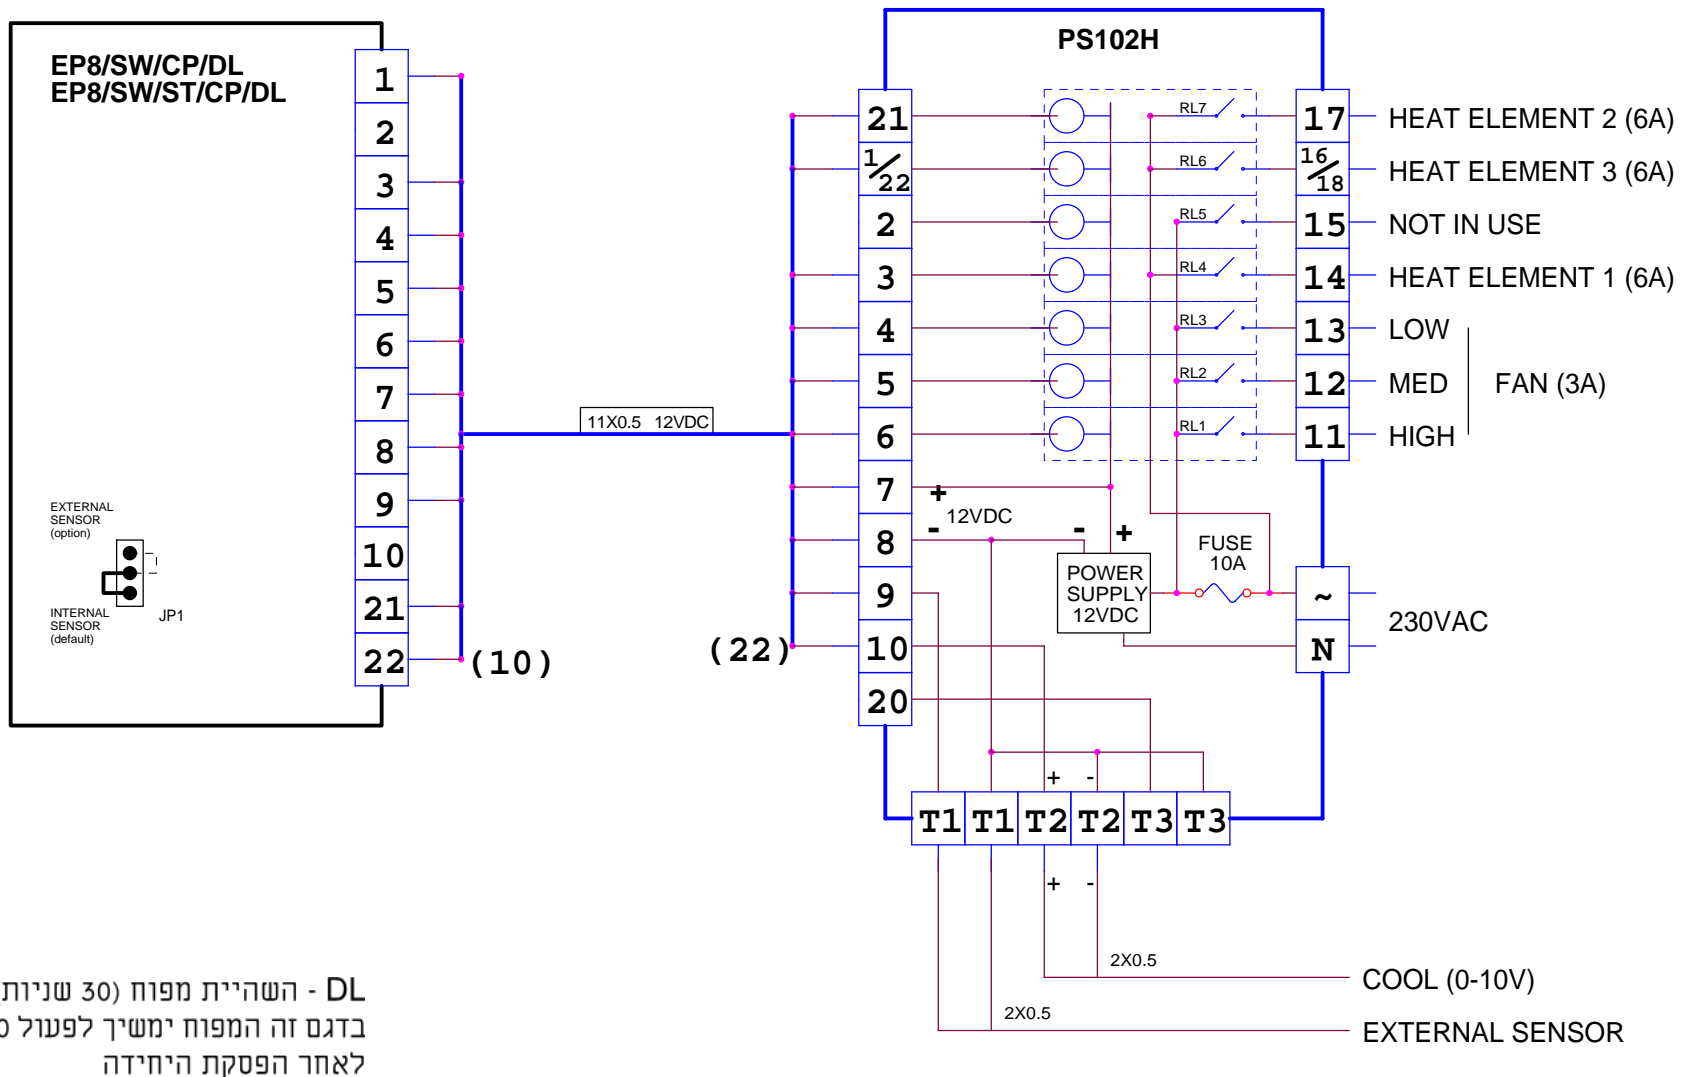 EP8/SW/CP/DL
EP8/SW/ST/CP/DL
1
2
3
4
5
6
7
8
9
10
21
22
(10)
EXTERNAL
SENSOR
(option)
INTERNAL
SENSOR
(default)
JP1
11X0.5 12VDC
(22)
PS102H
21
1/22
2
3
4
5
6
7
8
9
10
20
RL7
RL6
RL5
RL4
RL3
RL2
RL1
17
16/18
15
14
13
12
11
~
N
HEAT ELEMENT 2 (6A)
HEAT ELEMENT 3 (6A)
NOT IN USE
HEAT ELEMENT 1 (6A)
LOW
MED
HIGH
FAN (3A)
+
- 12VDC
- +
POWER
SUPPLY
12VDC
FUSE
10A
230VAC
+ -
T1 T1 T2 T2 T3 T3
+ -
2X0.5
COOL (0-10V)
2X0.5
EXTERNAL SENSOR
DL - השהיית מפוח (30 שניות)
בדגם זה המפוח ימשיך לפעול
לאחר הפסקת היחידה